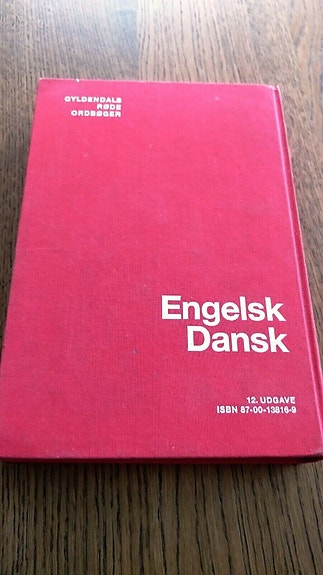 GYLDENDALS
RØDE
ORDBØGER
Engelsk
Dansk
12. UDGAVE
ISBN 87-00-13816-9